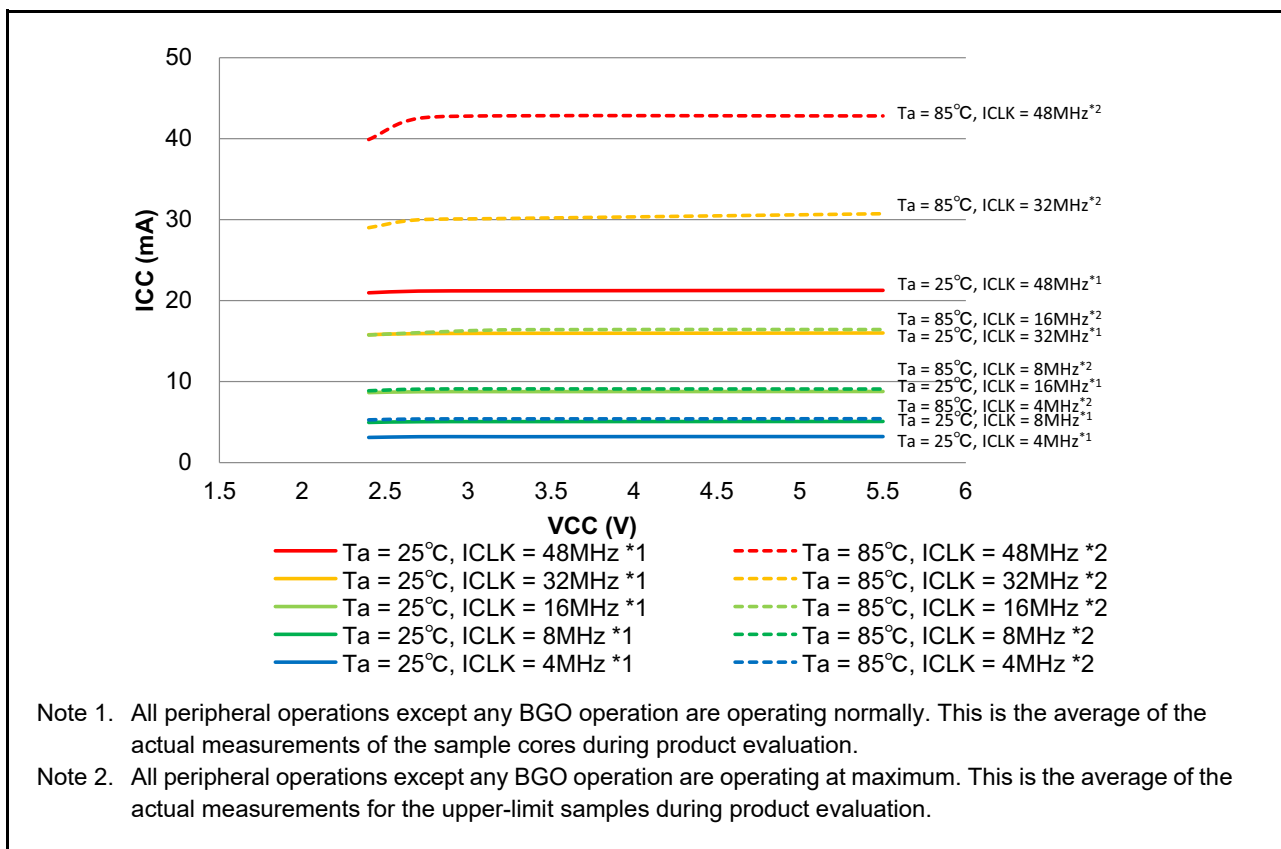 50
40
30
20
10
0
ICC (mA)
1.5 2 2.5 3 3.5 4 4.5 5 5.5 6
VCC (V)
Ta = 85℃, ICLK = 48MHz*2
Ta = 85℃, ICLK = 32MHz*2
Ta = 25℃, ICLK = 48MHz*1
Ta = 85℃, ICLK = 16MHz*2
Ta = 25℃, ICLK = 32MHz*1
Ta = 85℃, ICLK = 8MHz*2
Ta = 25℃, ICLK = 16MHz*1
Ta = 85℃, ICLK = 4MHz*2
Ta = 25℃, ICLK = 8MHz*1
Ta = 25℃, ICLK = 4MHz*1
Ta = 25℃, ICLK = 48MHz *1
Ta = 85℃, ICLK = 48MHz *2
Ta = 25℃, ICLK = 32MHz *1
Ta = 85℃, ICLK = 32MHz *2
Ta = 25℃, ICLK = 16MHz *1
Ta = 85℃, ICLK = 16MHz *2
Ta = 25℃, ICLK = 8MHz *1
Ta = 85℃, ICLK = 8MHz *2
Ta = 25℃, ICLK = 4MHz *1
Ta = 85℃, ICLK = 4MHz *2
Note 1. All peripheral operations except any BGO operation are operating normally. This is the average of the
actual measurements of the sample cores during product evaluation.
Note 2. All peripheral operations except any BGO operation are operating at maximum. This is the average of the
actual measurements for the upper-limit samples during product evaluation.